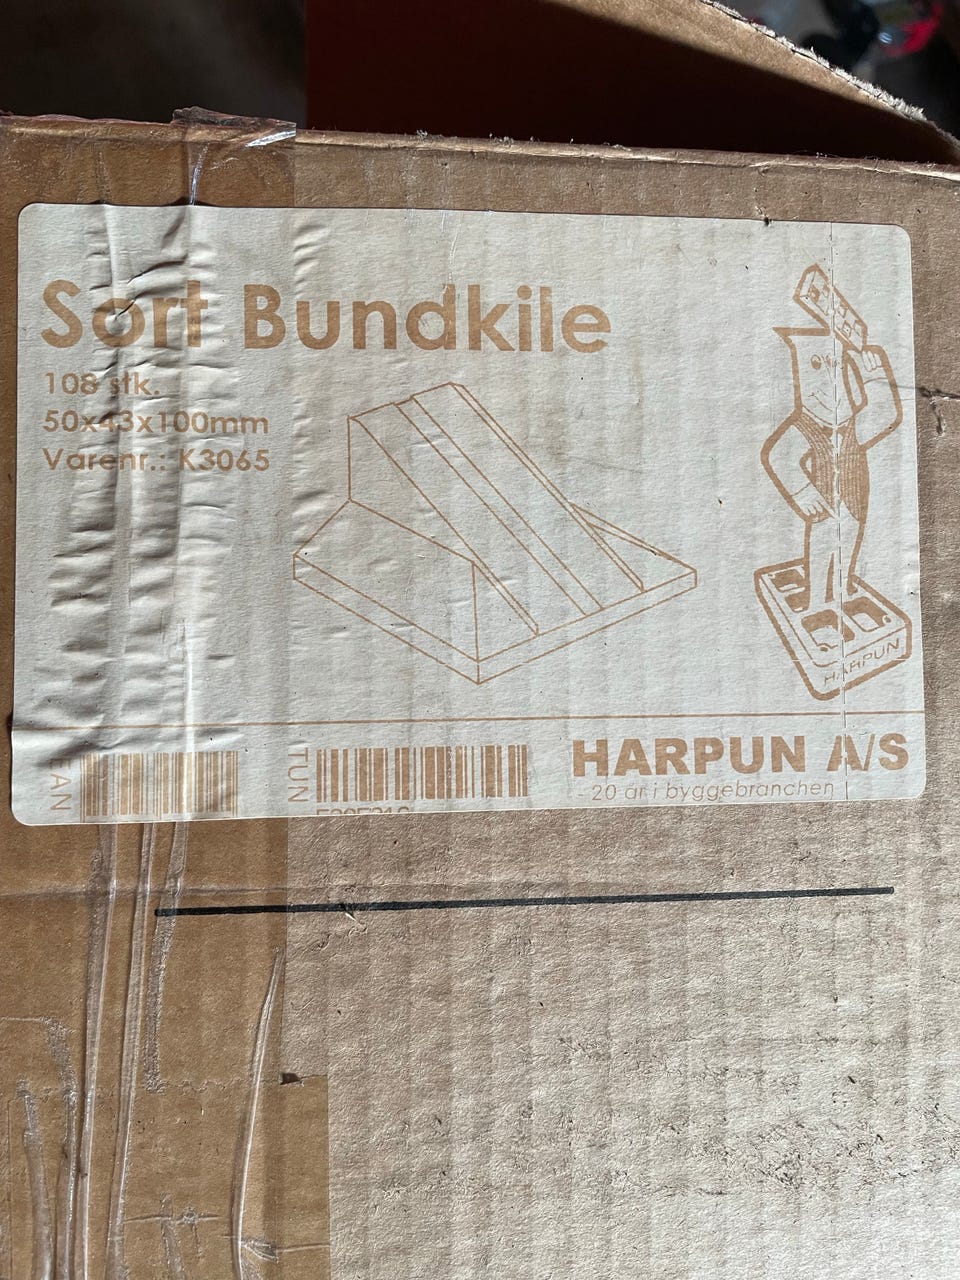 Sort Bundkile
108 stk.
50x43x100mm
Varenr.: K3065
HARPUN
EAN
TUN
HARPUN A/S
- 20 år i byggebranchen